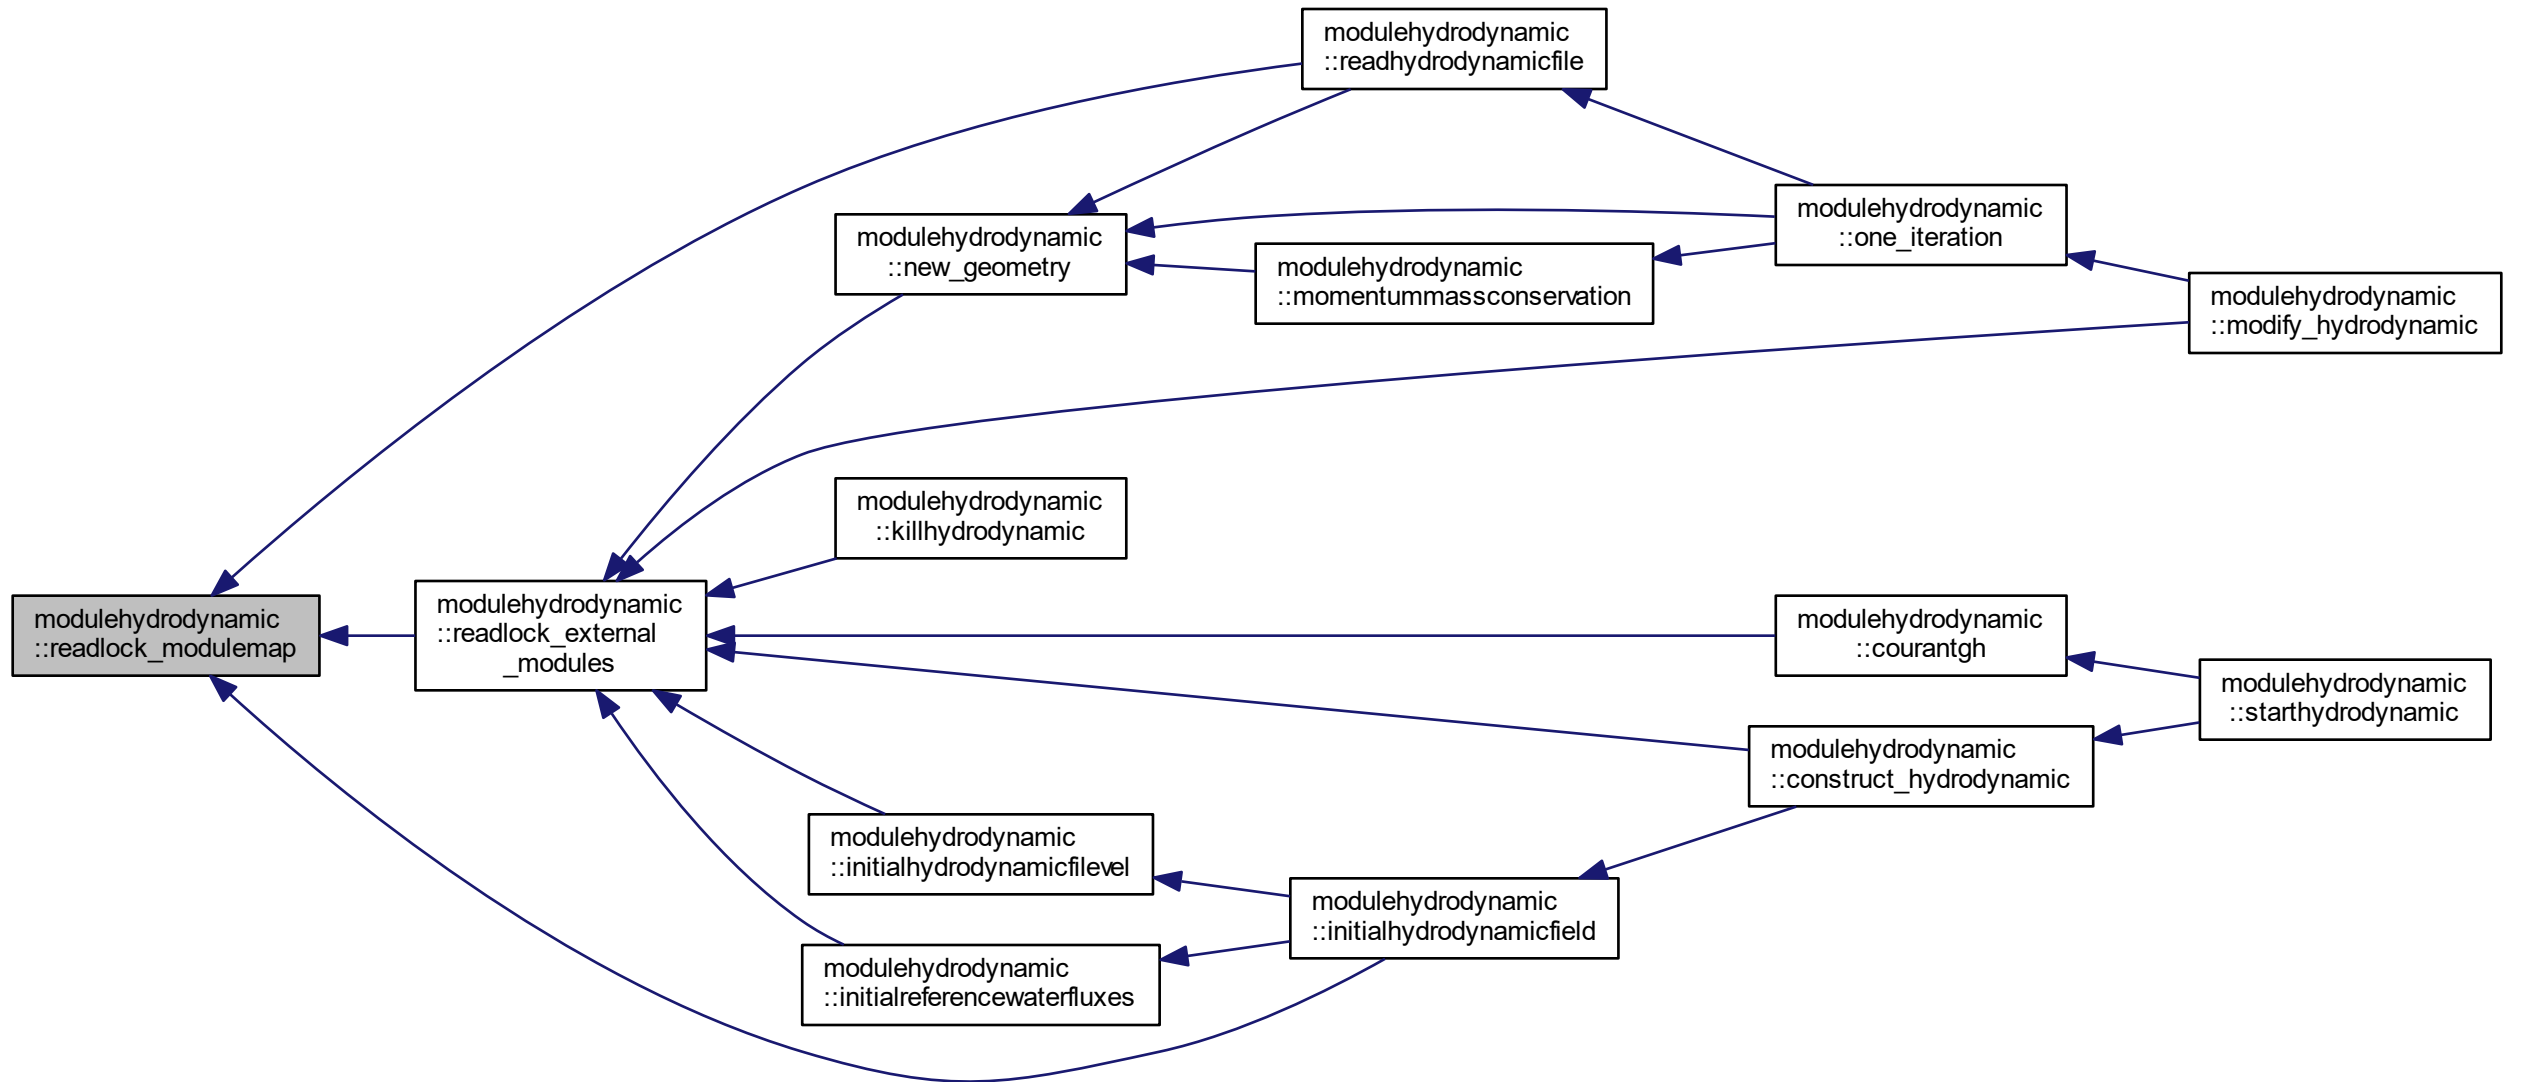 modulehydrodynamic
::readhydrodynamicfile
modulehydrodynamic
::one_iteration
modulehydrodynamic
::new_geometry
modulehydrodynamic
::momentummassconservation
modulehydrodynamic
::modify_hydrodynamic
modulehydrodynamic
::killhydrodynamic
modulehydrodynamic
::readlock_modulemap
modulehydrodynamic
::readlock_external
_modules
modulehydrodynamic
::courantgh
modulehydrodynamic
::starthydrodynamic
modulehydrodynamic
::construct_hydrodynamic
modulehydrodynamic
::initialhydrodynamicfilevel
modulehydrodynamic
::initialhydrodynamicfield
modulehydrodynamic
::initialreferencewaterfluxes